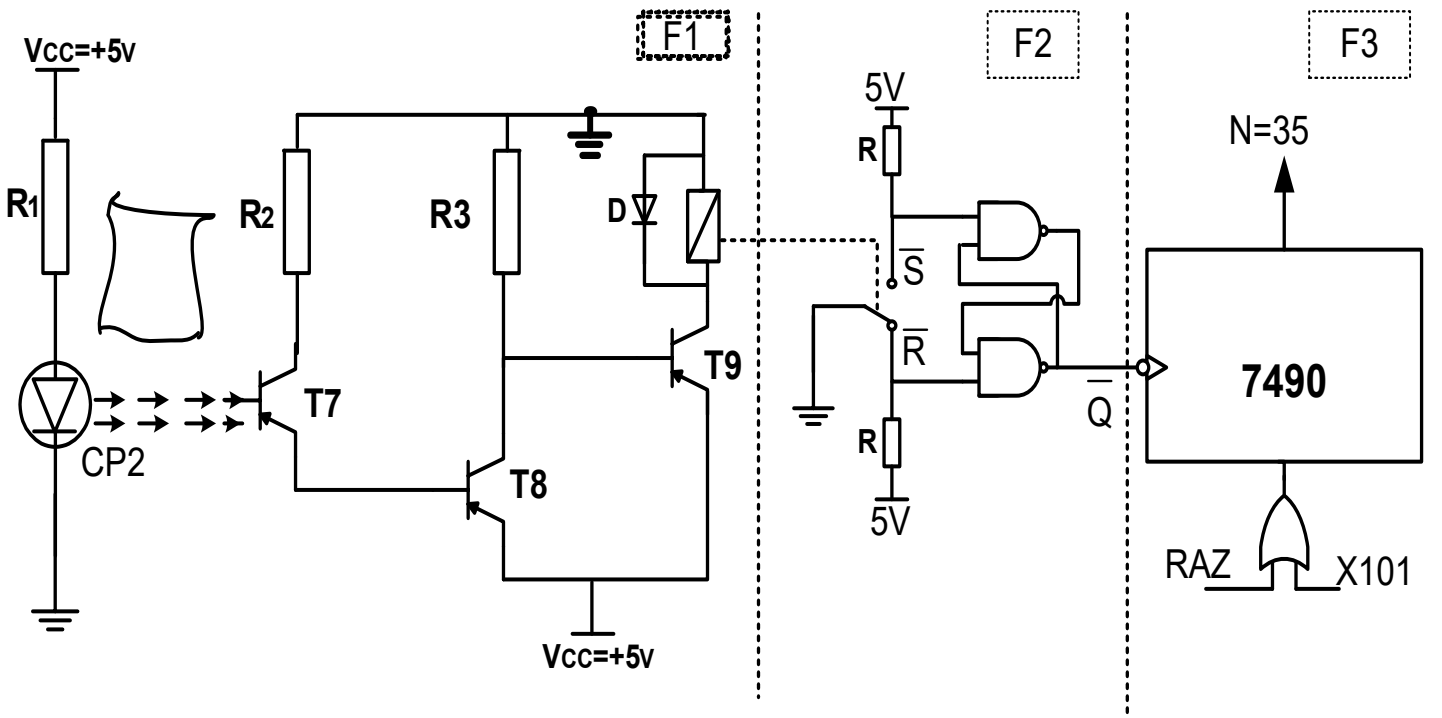 F1
F2
F3
Vcc=+5v
5V
N=35
R
R1
R2
R3
D
S̅
R̅
T9
7490
T7
Q̅
CP2
R
T8
5V
RAZ
X101
Vcc=+5v